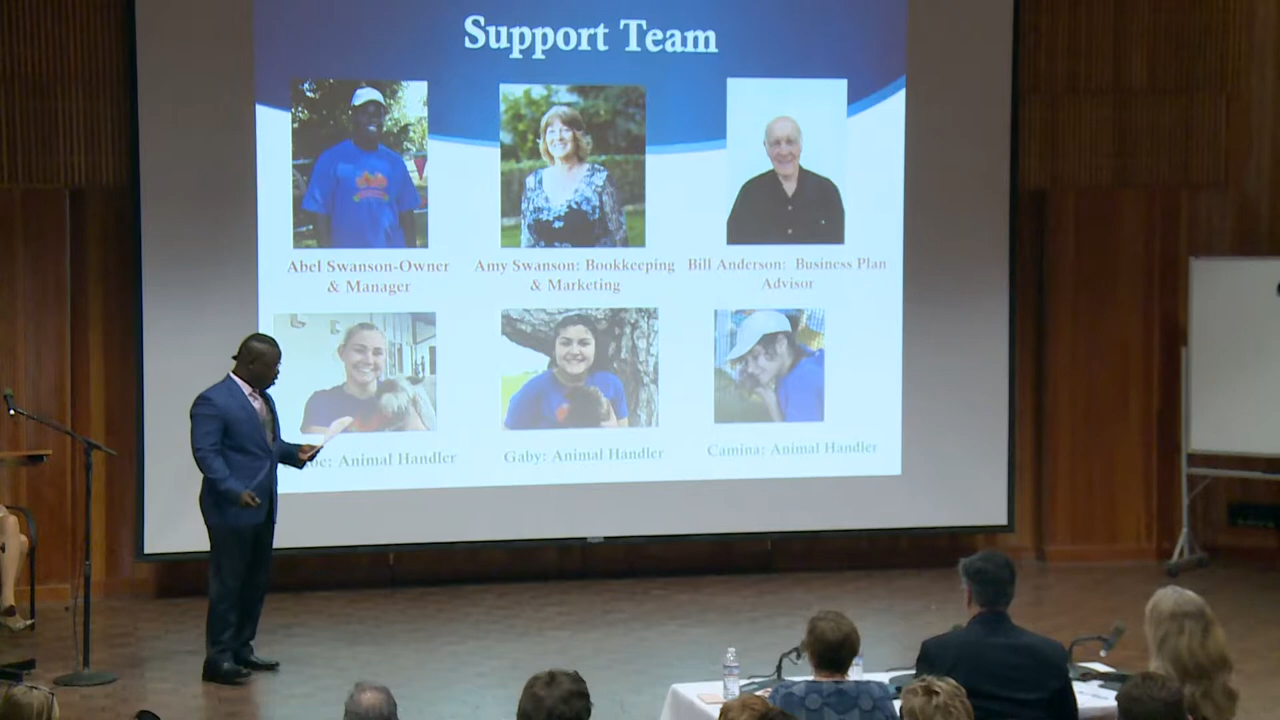 Support Team
Abel Swanson-Owner
& Manager
Amy Swanson: Bookkeeping
& Marketing
Bill Anderson: Business Plan
Advisor
: Animal Handler
Gaby: Animal Handler
Camina: Animal Handler